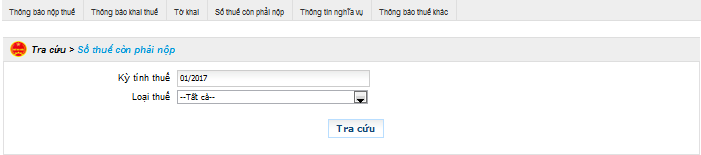 Thông báo nộp thuế Thông báo khai thuế Tờ khai Số thuế còn phải nộp Thông tin nghĩa vụ Thông báo thuế khác
Tra cứu > Số thuế còn phải nộp
Kỳ tính thuế 01/2017
Loại thuế --Tất cả--
Tra cứu